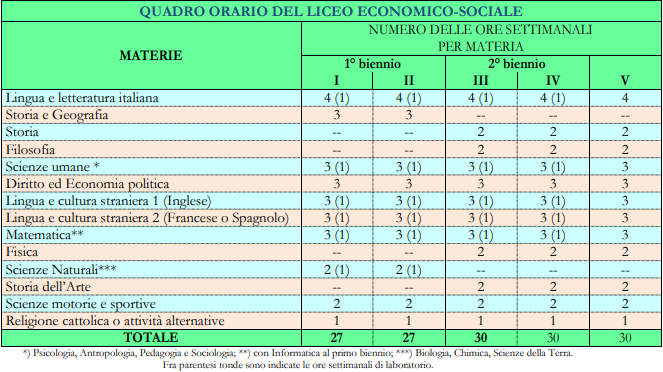 QUADRO ORARIO DEL LICEO ECONOMICO-SOCIALE
MATERIE
NUMERO DELLE ORE SETTIMANALI
PER MATERIA
1° biennio 2° biennio
I II III IV V
Lingua e letteratura italiana 4 (1) 4 (1) 4 (1) 4 (1) 4
Storia e Geografia 3 3 -- -- --
Storia -- -- 2 2 2
Filosofia -- -- 2 2 2
Scienze umane * 3 (1) 3 (1) 3 (1) 3 (1) 3
Diritto ed Economia politica 3 3 3 3 3
Lingua e cultura straniera 1 (Inglese) 3 (1) 3 (1) 3 (1) 3 (1) 3
Lingua e cultura straniera 2 (Francese o Spagnolo) 3 (1) 3 (1) 3 (1) 3 (1) 3
Matematica** 3 (1) 3 (1) 3 (1) 3 (1) 3
Fisica -- -- 2 2 2
Scienze Naturali*** 2 (1) 2 (1) -- -- --
Storia dell'Arte -- -- 2 2 2
Scienze motorie e sportive 2 2 2 2 2
Religione cattolica o attività alternative 1 1 1 1 1
TOTALE 27 27 30 30 30
*) Psicologia, Antropologia, Pedagogia e Sociologia; **) con Informatica al primo biennio; ***) Biologia, Chimica, Scienze della Terra.
Fra parentesi tonde sono indicate le ore settimanali di laboratorio.